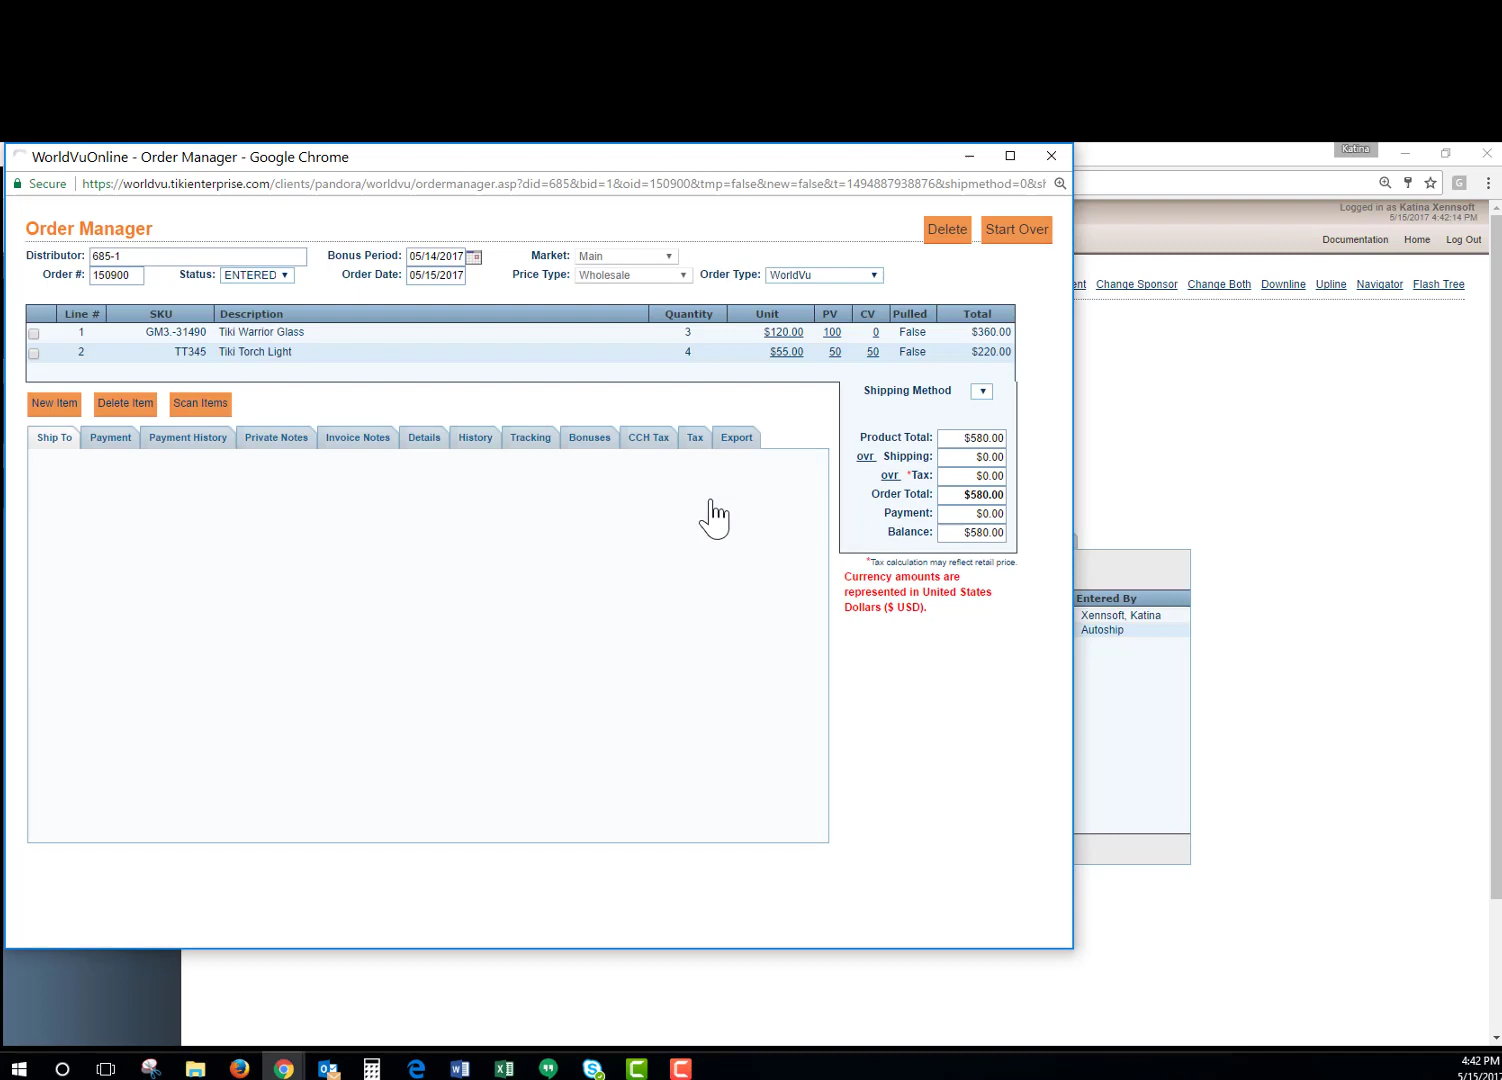 Katina
WorldVuOnline - Order Manager - Google Chrome
Secure https://worldvu.tikienterprise.com/clients/pandora/worldvu/ordermanager.asp?did=685&bid=1&oid=150900&tmp=false&new=false&t=1494887938876&shipmethod=0&sh
Logged in as Katina Xennsoft
5/15/2017 4:42:14 PM
Documentation Home Log Out
Order Manager Delete Start Over
Distributor: 685-1 Bonus Period: 05/14/2017 Market: Main
Order #: 150900 Status: ENTERED Order Date: 05/15/2017 Price Type: Wholesale Order Type: WorldVu
ent Change Sponsor Change Both Downline Upline Navigator Flash Tree
Line # SKU Description Quantity Unit PV CV Pulled Total
1 GM3.-31490 Tiki Warrior Glass 3 $120.00 100 0 False $360.00
2 TT345 Tiki Torch Light 4 $55.00 50 50 False $220.00
New Item Delete Item Scan Items
Shipping Method
Ship To Payment Payment History Private Notes Invoice Notes Details History Tracking Bonuses CCH Tax Tax Export
Product Total: $580.00
ovr Shipping: $0.00
ovr *Tax: $0.00
Order Total: $580.00
Payment: $0.00
Balance: $580.00
*Tax calculation may reflect retail price.
Currency amounts are
represented in United States
Dollars ($ USD).
Entered By
Xennsoft, Katina
Autoship
4:42 PM
5/15/2017